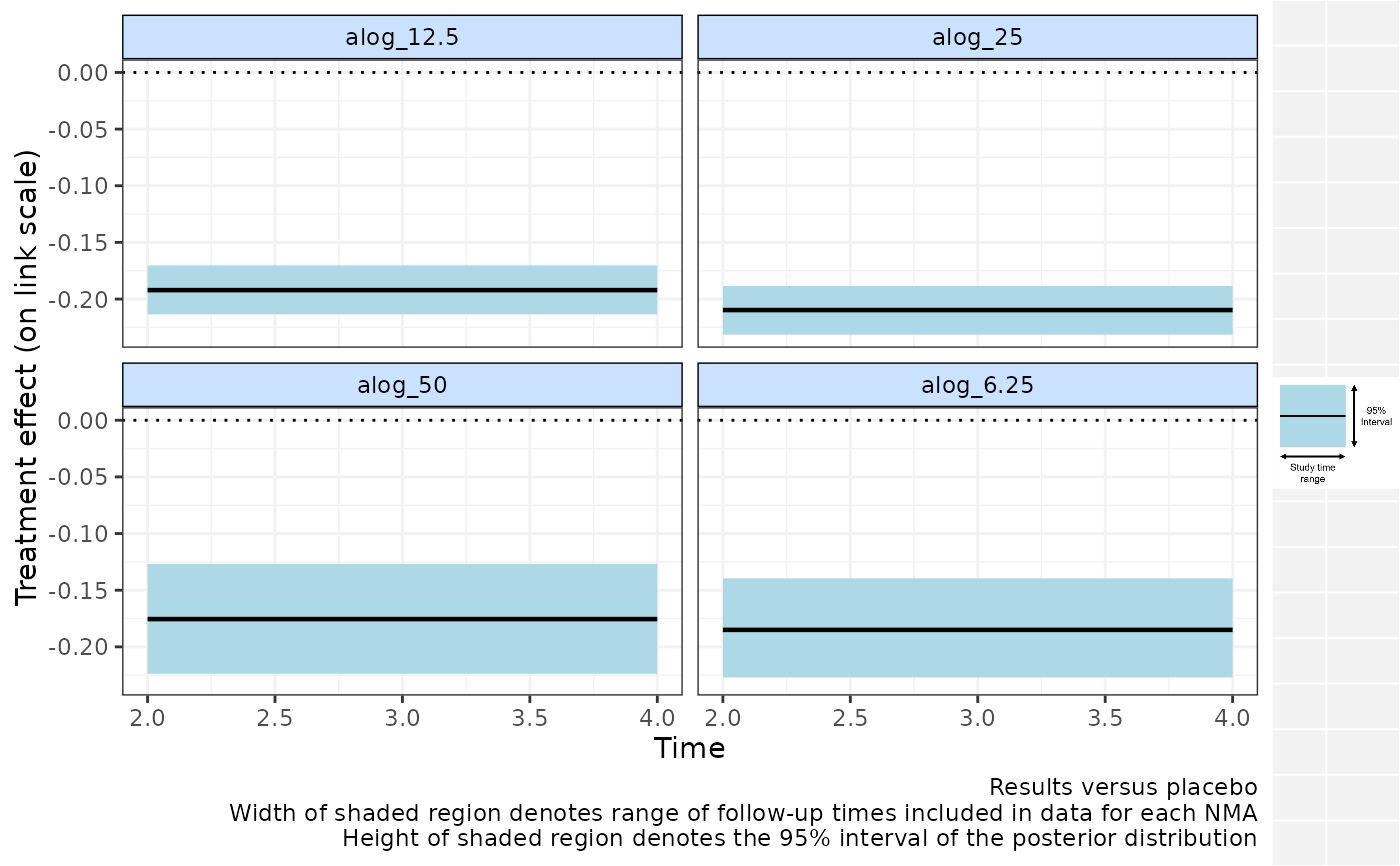 alog_12.5
alog_25
0.00
-0.05
-0.10
-0.15
-0.20
alog_50
alog_6.25
0.00
-0.05
-0.10
-0.15
-0.20
2.0 2.5 3.0 3.5 4.0
2.0 2.5 3.0 3.5 4.0
Treatment effect (on link scale)
Time
95%
Interval
Study time
range
Results versus placebo
Width of shaded region denotes range of follow-up times included in data for each NMA
Height of shaded region denotes the 95% interval of the posterior distribution